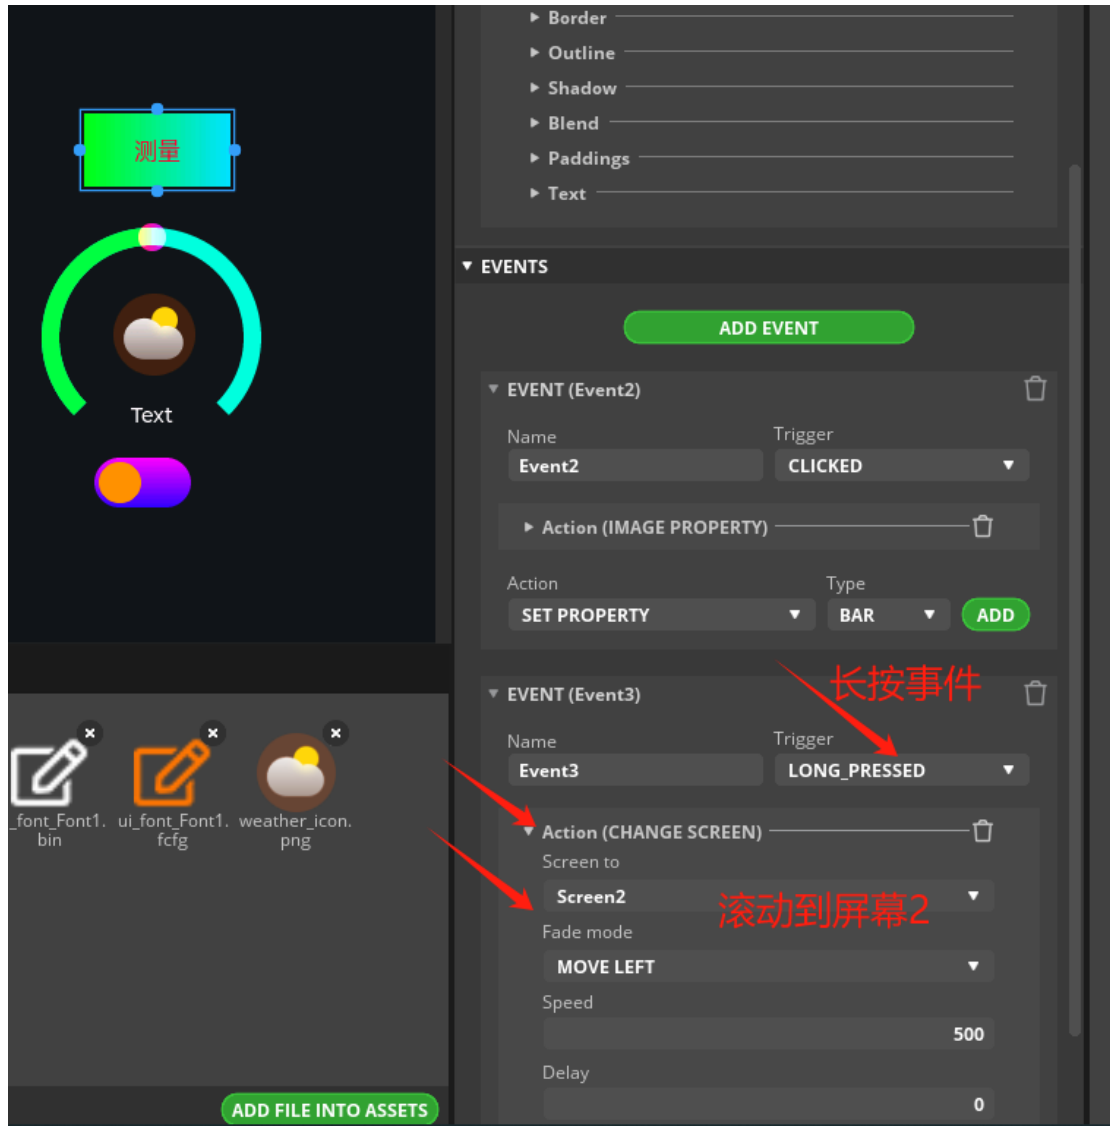 Border
Outline
Shadow
Blend
Paddings
Text
测量
Text
EVENTS
ADD EVENT
EVENT (Event2)
Name
Trigger
Event2
CLICKED
Action (IMAGE PROPERTY)
Action
Type
SET PROPERTY
BAR
ADD
长按事件
EVENT (Event3)
Name
Trigger
Event3
LONG_PRESSED
Action (CHANGE SCREEN)
Screen to
Screen2
滚动到屏幕2
Fade mode
MOVE LEFT
Speed
500
Delay
0
_font_Font1.
bin
ui_font_Font1.
fcfg
weather_icon.
png
ADD FILE INTO ASSETS